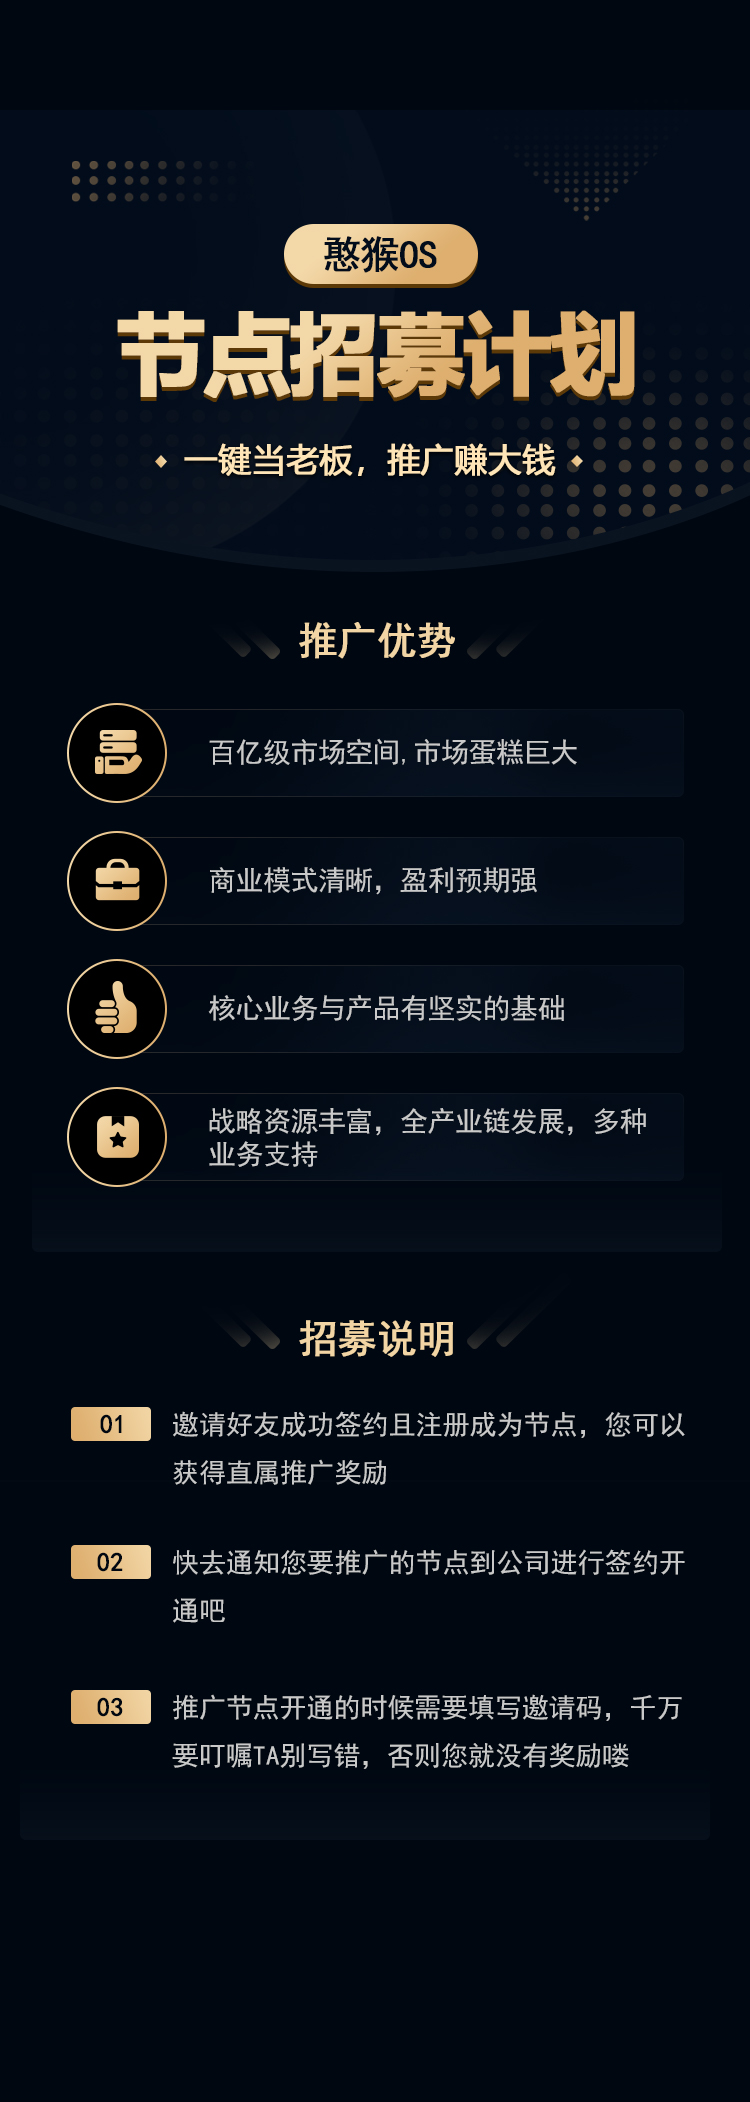 憨猴OS
节点招募计划
一键当老板，推广赚大钱
推广优势
百亿级市场空间,市场蛋糕巨大
商业模式清晰，盈利预期强
核心业务与产品有坚实的基础
战略资源丰富，全产业链发展，多种
业务支持
招募说明
01
邀请好友成功签约且注册成为节点，您可以
获得直属推广奖励
02
快去通知您要推广的节点到公司进行签约开
通吧
03
推广节点开通的时候需要填写邀请码，千万
要叮嘱TA别写错，否则您就没有奖励喽